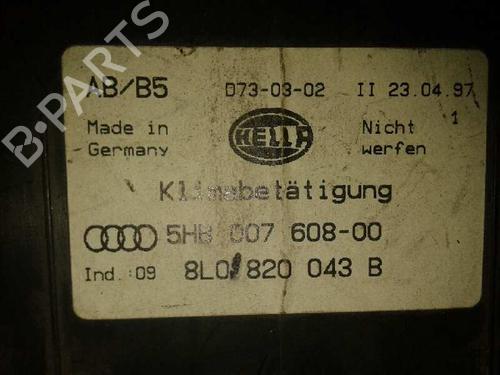 AB/B5 D73-03-02 II 23.04.97
Made in Germany
HELLA
Nicht werfen
1
Klimabetätigung
5HB 007 608-00
Ind.:09 8L0 820 043 B
B-PARTS